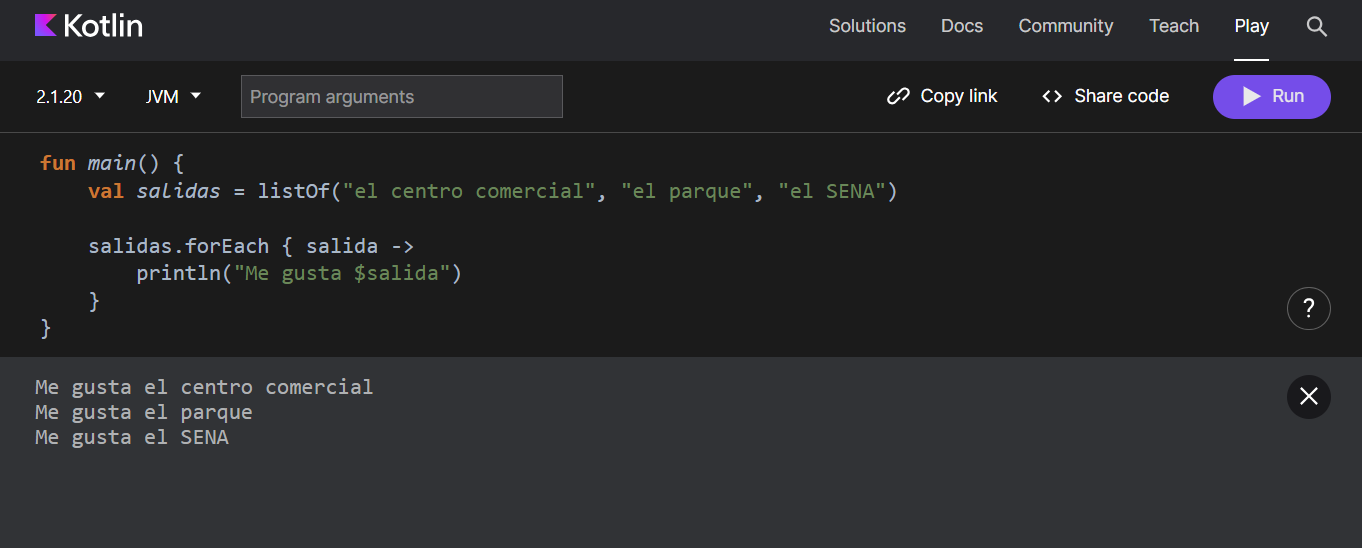 Kotlin Solutions Docs Community Teach Play
2.1.20 JVM Program arguments Copy link <> Share code Run
fun main() {
    val salidas = listOf("el centro comercial", "el parque", "el SENA")
    salidas.forEach { salida ->
        println("Me gusta $salida")
    }
}
?
Me gusta el centro comercial
Me gusta el parque
Me gusta el SENA